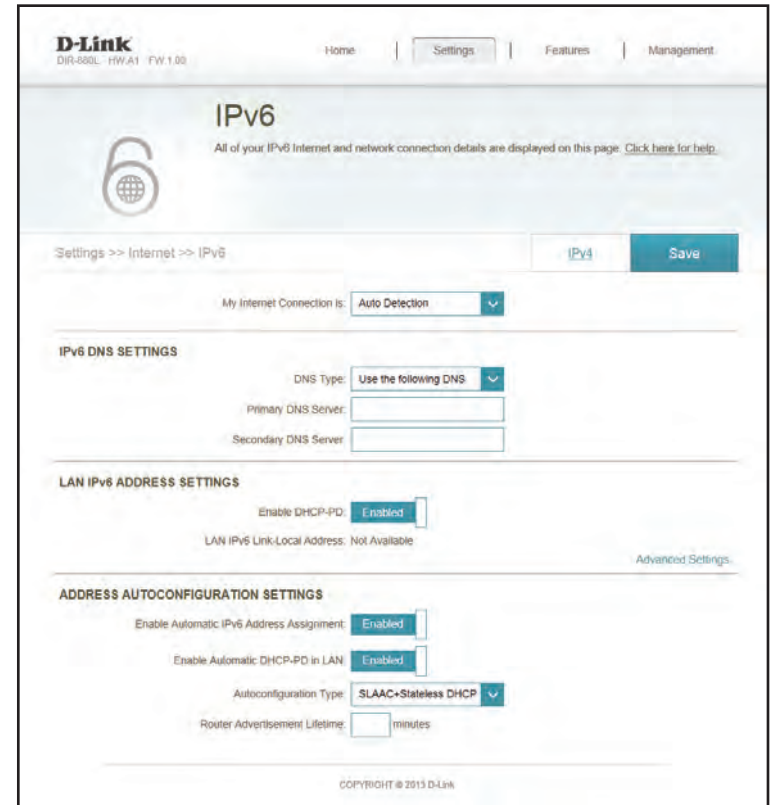 D-Link
DIR-880L HW:A1 FW:1.00
Home | Settings | Features | Management
IPv6
All of your IPv6 Internet and network connection details are displayed on this page. Click here for help.
Settings >> Internet >> IPv6
IPv4
Save
My Internet Connection is: Auto Detection
IPv6 DNS SETTINGS
DNS Type: Use the following DNS
Primary DNS Server:
Secondary DNS Server:
LAN IPv6 ADDRESS SETTINGS
Enable DHCP-PD: Enabled
LAN IPv6 Link-Local Address: Not Available
Advanced Settings...
ADDRESS AUTOCONFIGURATION SETTINGS
Enable Automatic IPv6 Address Assignment: Enabled
Enable Automatic DHCP-PD in LAN: Enabled
Autoconfiguration Type: SLAAC+Stateless DHCP
Router Advertisement Lifetime: minutes
COPYRIGHT © 2013 D-Link